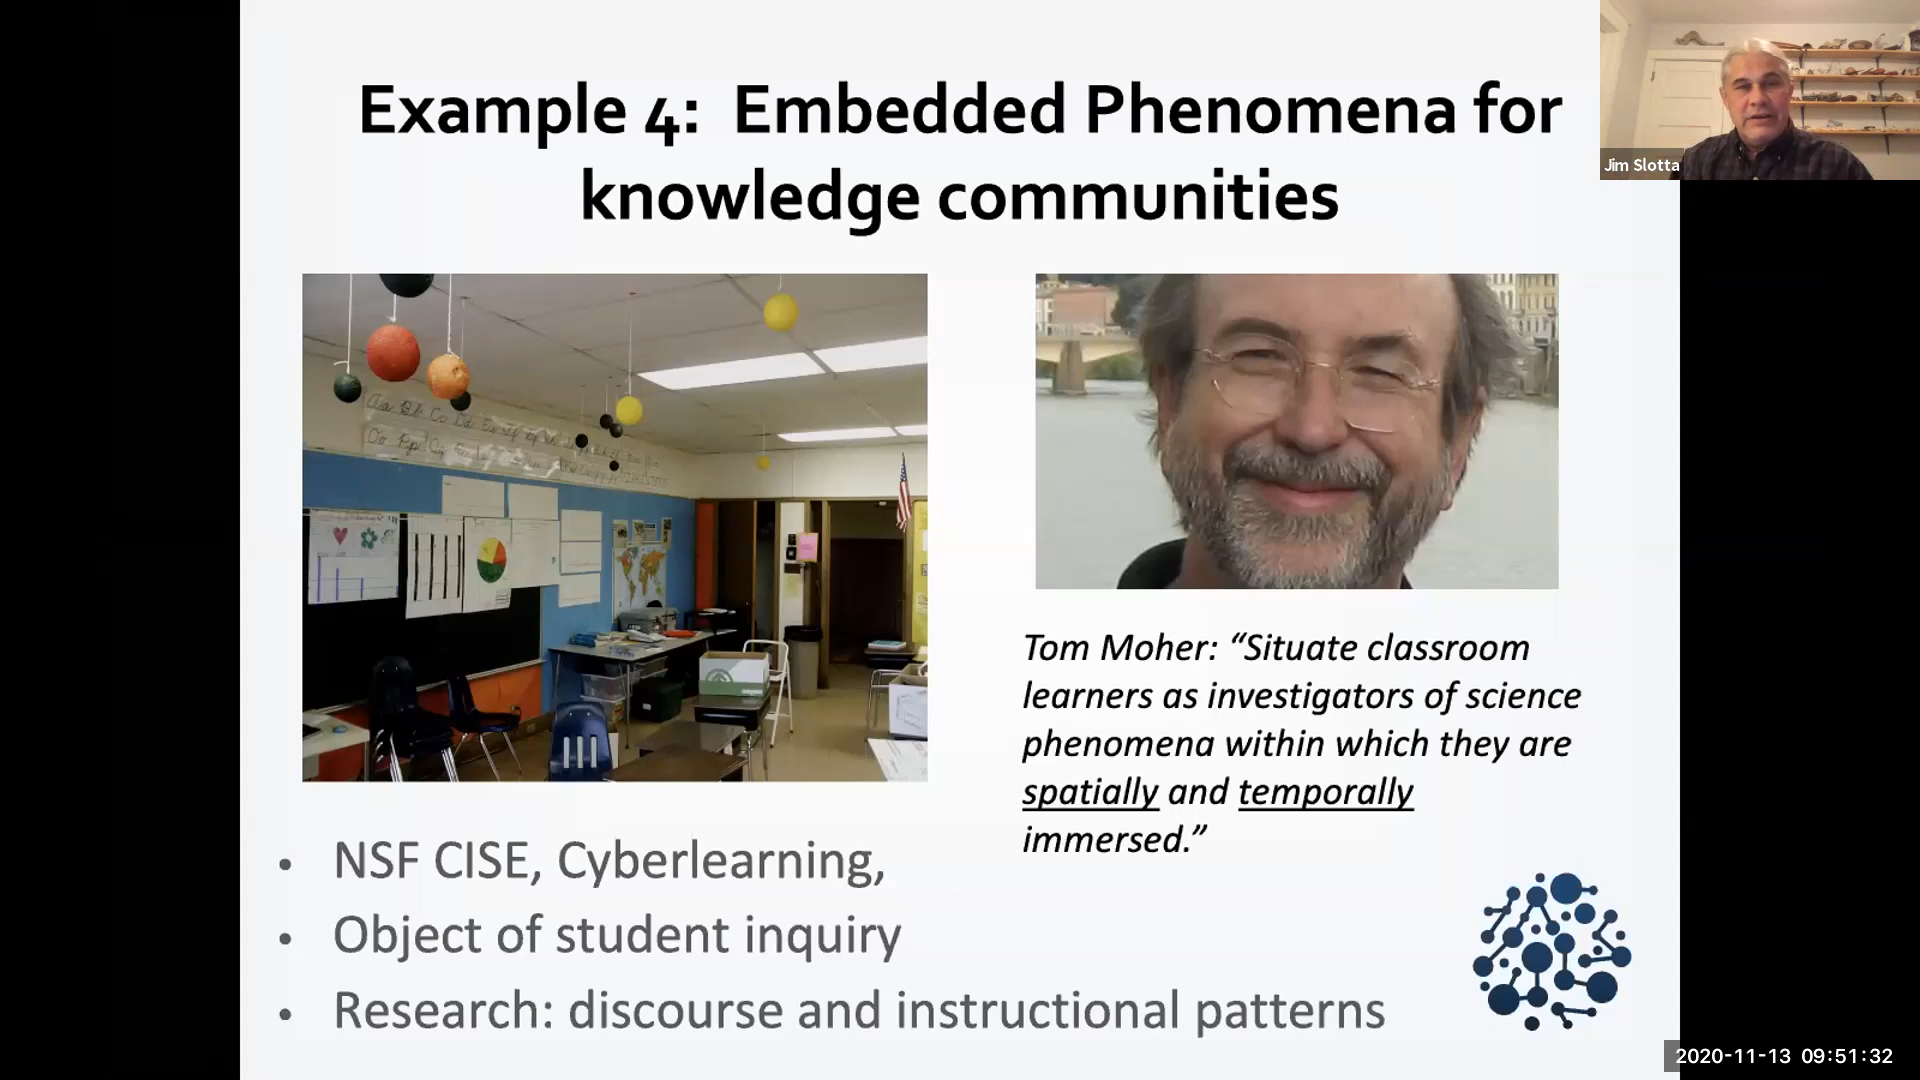 Example 4:  Embedded Phenomena for
knowledge communities
Jim Slotta
Tom Moher: “Situate classroom
learners as investigators of science
phenomena within which they are
spatially and temporally
immersed.”
• NSF CISE, Cyberlearning,
• Object of student inquiry
• Research: discourse and instructional patterns
2020-11-13 09:51:32